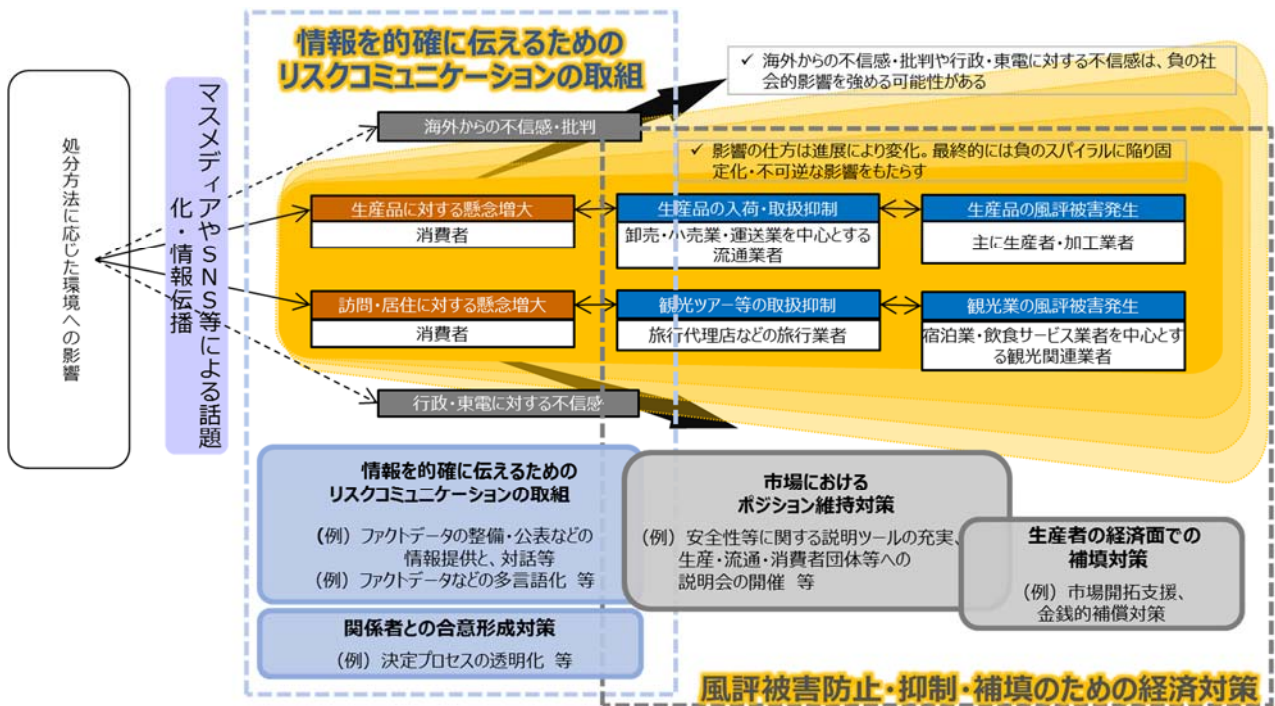 情報を的確に伝えるための
リスクコミュニケーションの取組
処分方法に応じた環境への影響
マスメディアやSNS等による話題
化・情報伝播
海外からの不信感・批判
✓ 海外からの不信感・批判や行政・東電に対する不信感は、負の社
会的影響を強める可能性がある
✓ 影響の仕方は進展により変化。最終的には負のスパイラルに陥り固
定化・不可逆な影響をもたらす
生産品に対する懸念増大
消費者
生産品の入荷・取扱抑制
卸売・小売業・運送業を中心とする
流通業者
生産品の風評被害発生
主に生産者・加工業者
訪問・居住に対する懸念増大
消費者
観光ツアー等の取扱抑制
旅行代理店などの旅行業者
観光業の風評被害発生
宿泊業・飲食サービス業者を中心とす
る観光関連業者
行政・東電に対する不信感
情報を的確に伝えるための
リスクコミュニケーションの取組
（例）ファクトデータの整備・公表などの
情報提供と、対話等
（例）ファクトデータなどの多言語化 等
関係者との合意形成対策
（例）決定プロセスの透明化 等
市場における
ポジション維持対策
（例）安全性等に関する説明ツールの充実、
生産・流通・消費者団体等への
説明会の開催 等
生産者の経済面での
補填対策
（例）市場開拓支援、
金銭的補償対策
風評被害防止・抑制・補填のための経済対策